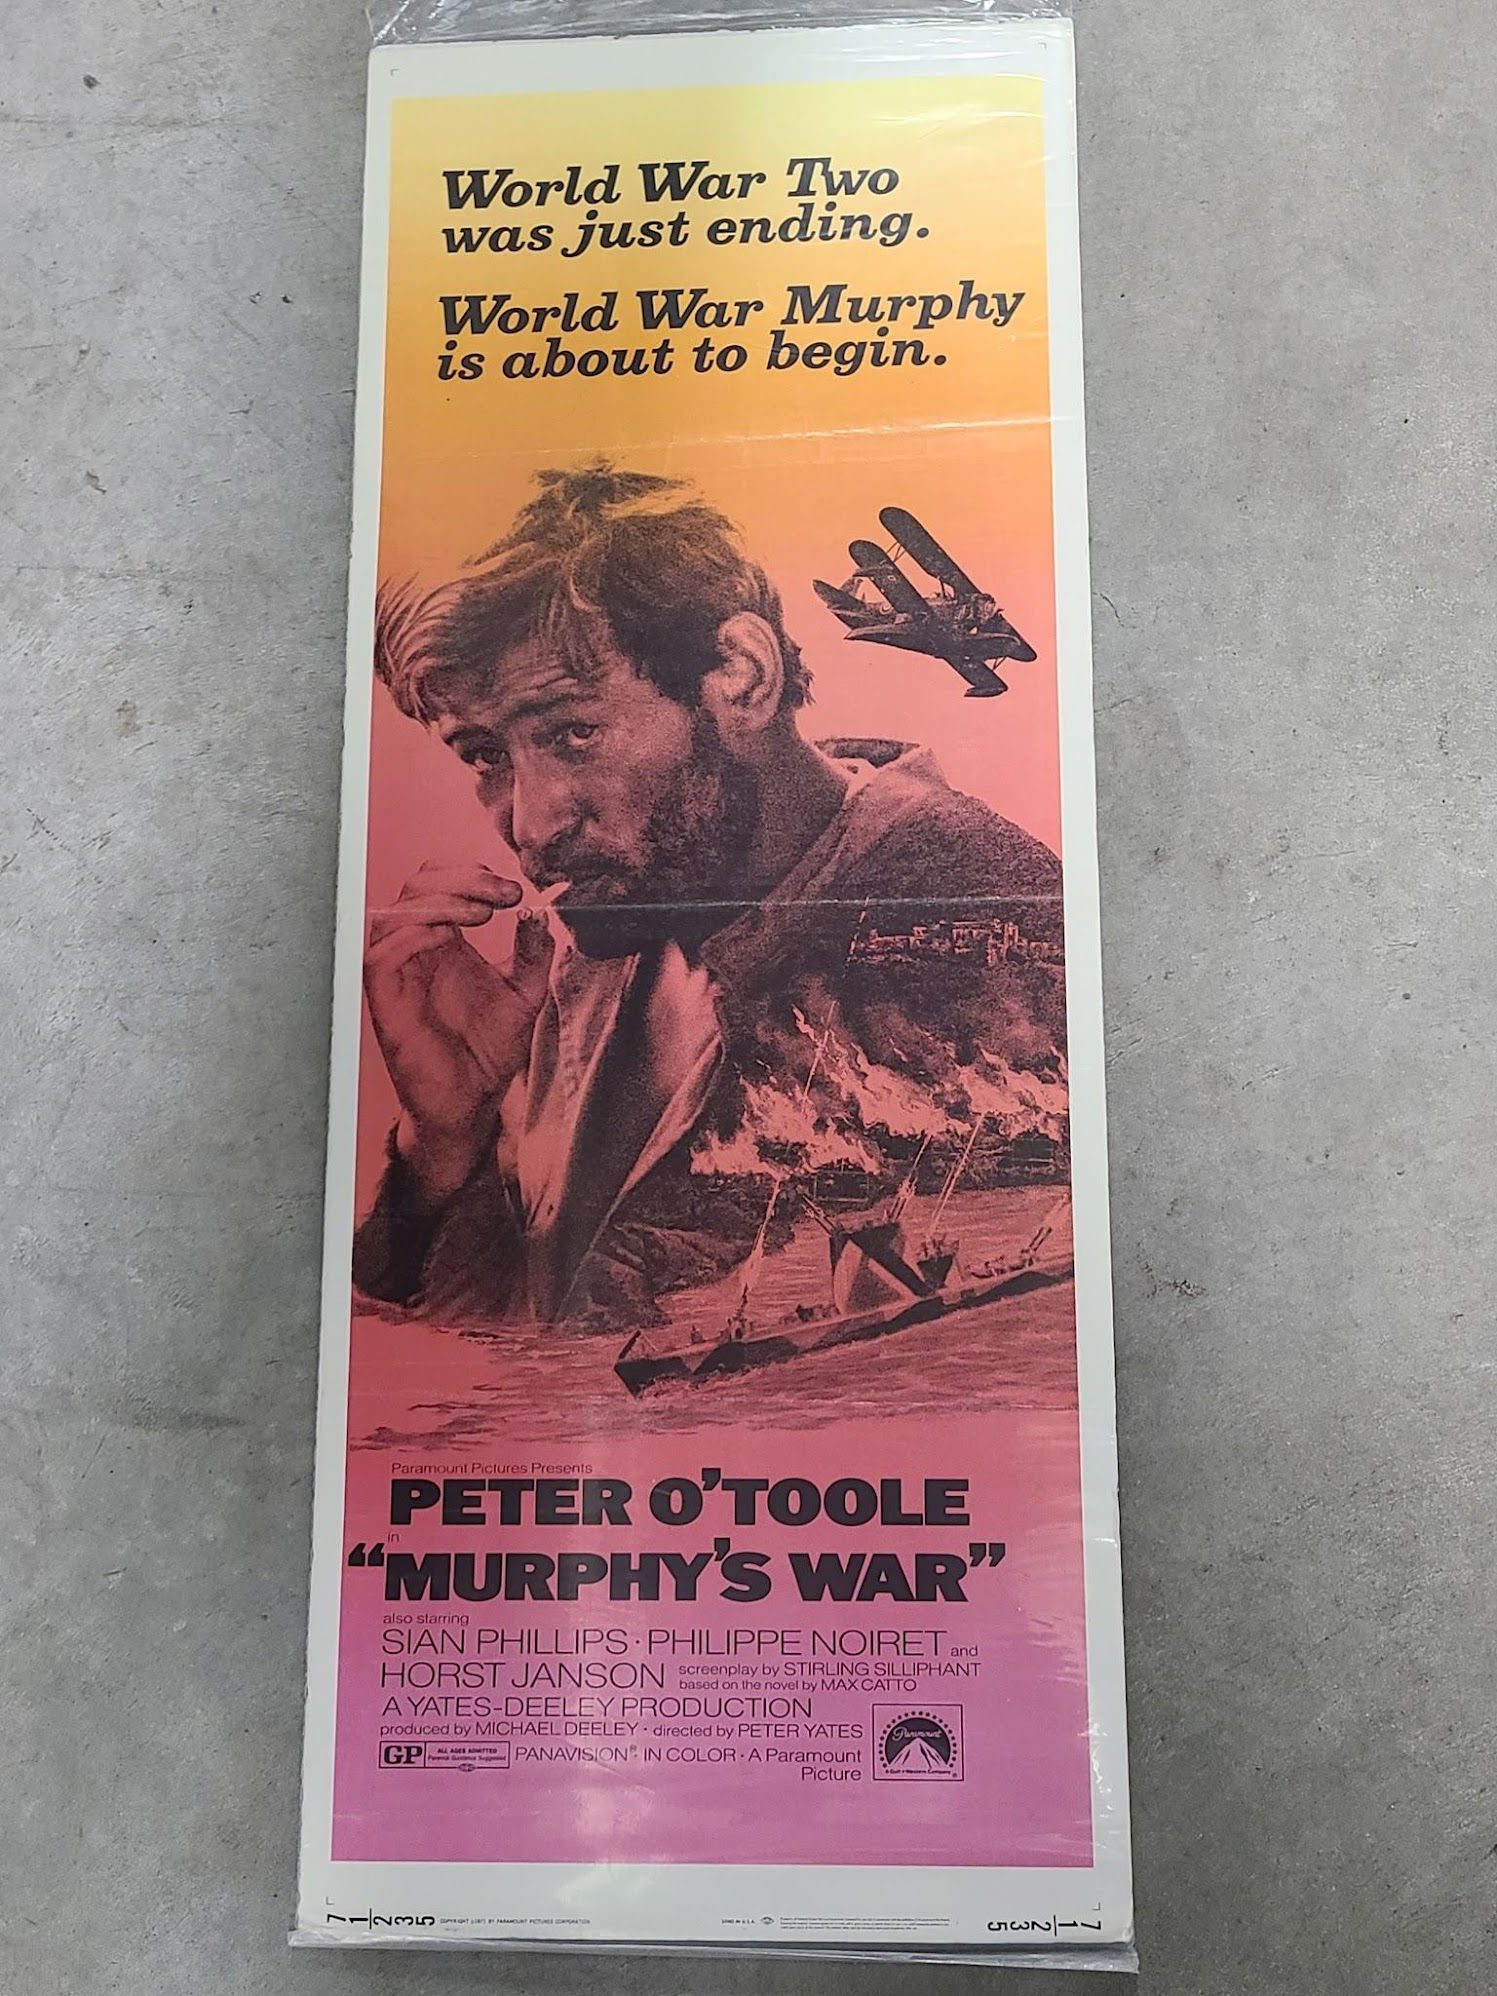 World War Two
was just ending.
World War Murphy
is about to begin.
Paramount Pictures Presents
PETER O'TOOLE
in
"MURPHY'S WAR"
also starring
SIAN PHILLIPS · PHILIPPE NOIRET and
HORST JANSON screenplay by STIRLING SILLIPHANT
based on the novel by MAX CATTO
A YATES-DEELEY PRODUCTION
produced by MICHAEL DEELEY · directed by PETER YATES
GP ALL AGES ADMITTED
Parental Guidance Suggested
PANAVISION® · IN COLOR · A Paramount
Picture
Paramount
A Gulf + Western Company
71/235
COPYRIGHT ©1971 BY PARAMOUNT PICTURES CORPORATION
71/235